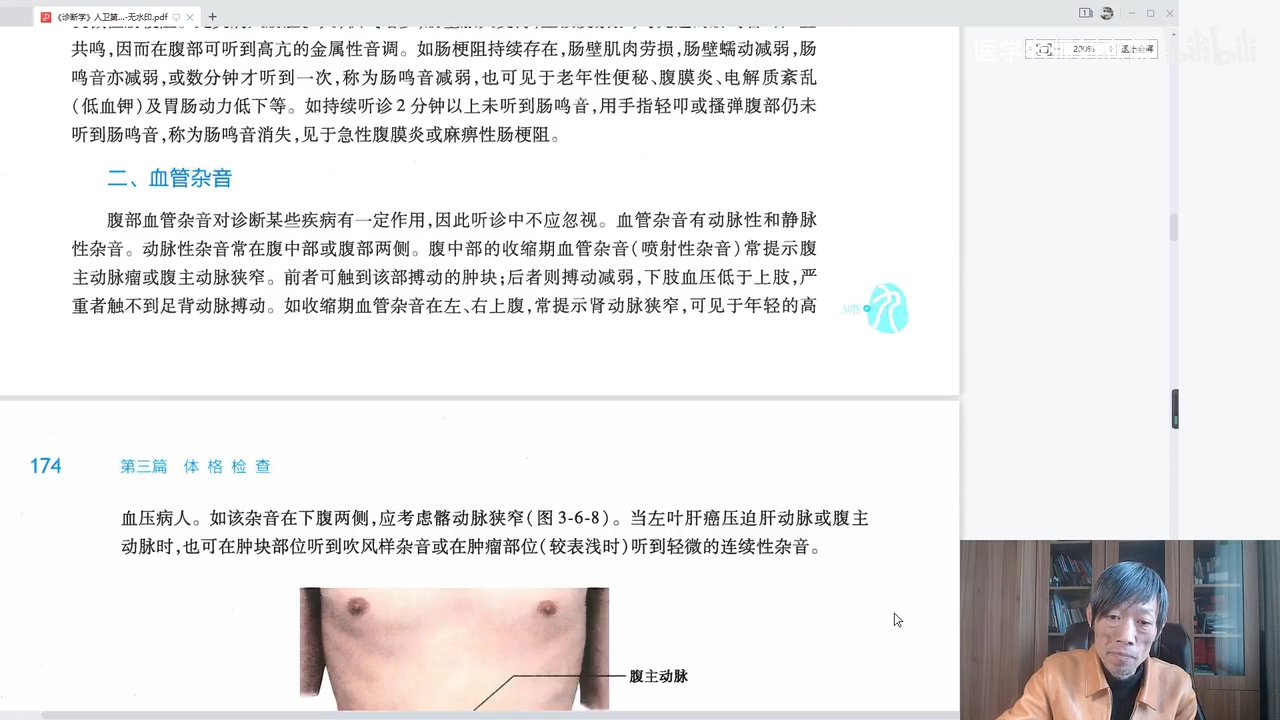 《诊断学》人卫第...-无水印.pdf
共鸣,因而在腹部可听到高亢的金属性音调。如肠梗阻持续存在,肠壁肌肉劳损,肠壁蠕动减弱,肠
鸣音亦减弱,或数分钟才听到一次,称为肠鸣音减弱,也可见于老年性便秘、腹膜炎、电解质紊乱
(低血钾)及胃肠动力低下等。如持续听诊2分钟以上未听到肠鸣音,用手指轻叩或搔弹腹部仍未
听到肠鸣音,称为肠鸣音消失,见于急性腹膜炎或麻痹性肠梗阻。
二、血管杂音
腹部血管杂音对诊断某些疾病有一定作用,因此听诊中不应忽视。血管杂音有动脉性和静脉
性杂音。动脉性杂音常在腹中部或腹部两侧。腹中部的收缩期血管杂音(喷射性杂音)常提示腹
主动脉瘤或腹主动脉狭窄。前者可触到该部搏动的肿块;后者则搏动减弱,下肢血压低于上肢,严
重者触不到足背动脉搏动。如收缩期血管杂音在左、右上腹,常提示肾动脉狭窄,可见于年轻的高
174 第三篇 体格检查
血压病人。如该杂音在下腹两侧,应考虑髂动脉狭窄(图3-6-8)。当左叶肝癌压迫肝动脉或腹主
动脉时,也可在肿块部位听到吹风样杂音或在肿瘤部位(较表浅时)听到轻微的连续性杂音。
腹主动脉
200%
bilibili